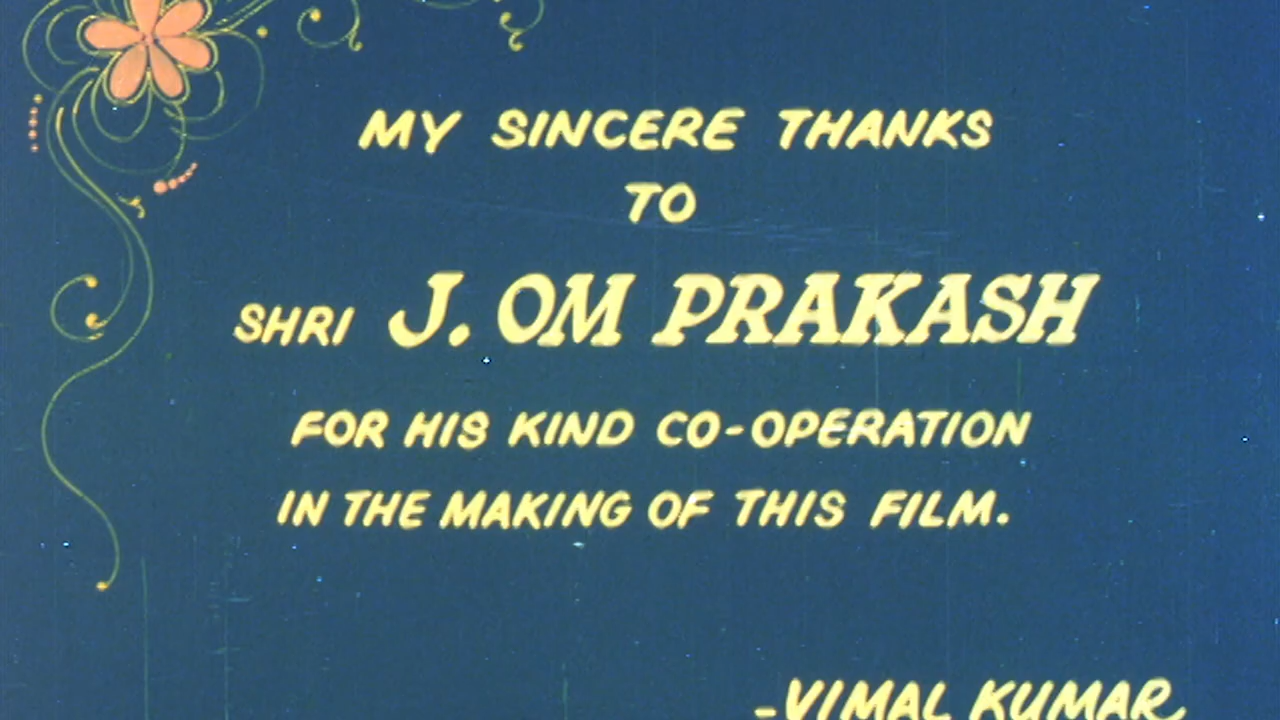 MY SINCERE THANKS
TO
SHRI J. OM PRAKASH
FOR HIS KIND CO-OPERATION
IN THE MAKING OF THIS FILM.
-VIMAL KUMAR